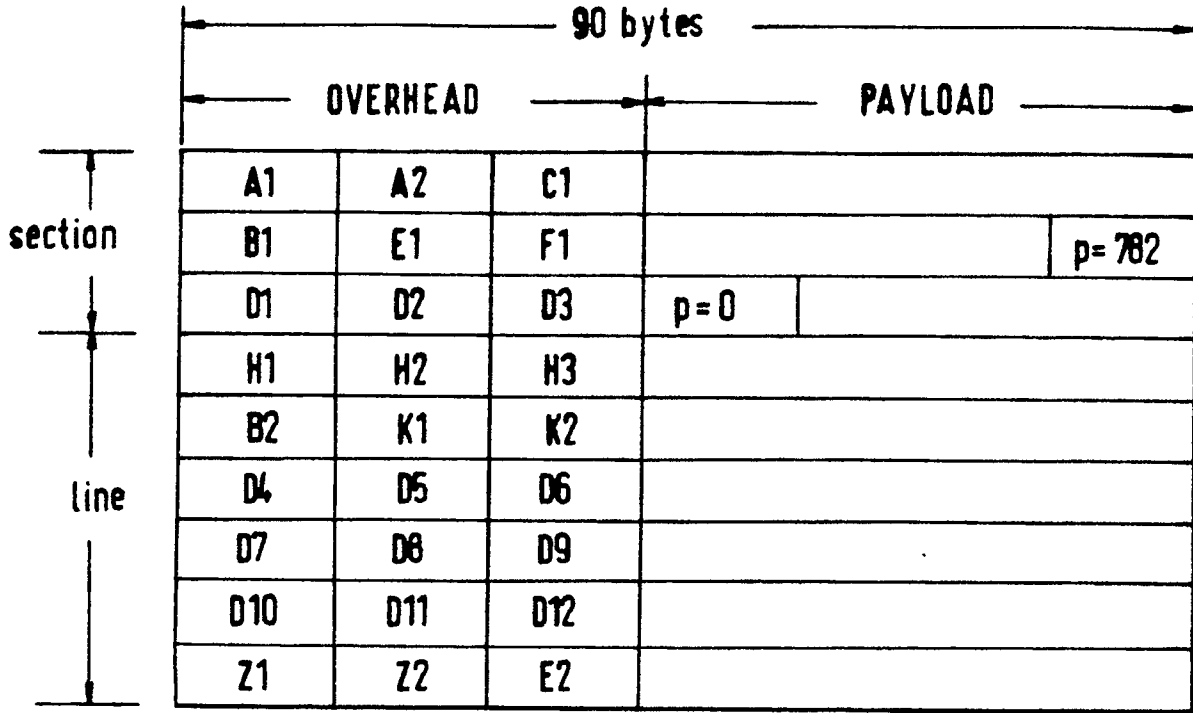 90 bytes
OVERHEAD PAYLOAD
A1 A2 C1
section B1 E1 F1 p= 782
D1 D2 D3 p= 0
H1 H2 H3
B2 K1 K2
line D4 D5 D6
D7 D8 D9
D10 D11 D12
Z1 Z2 E2